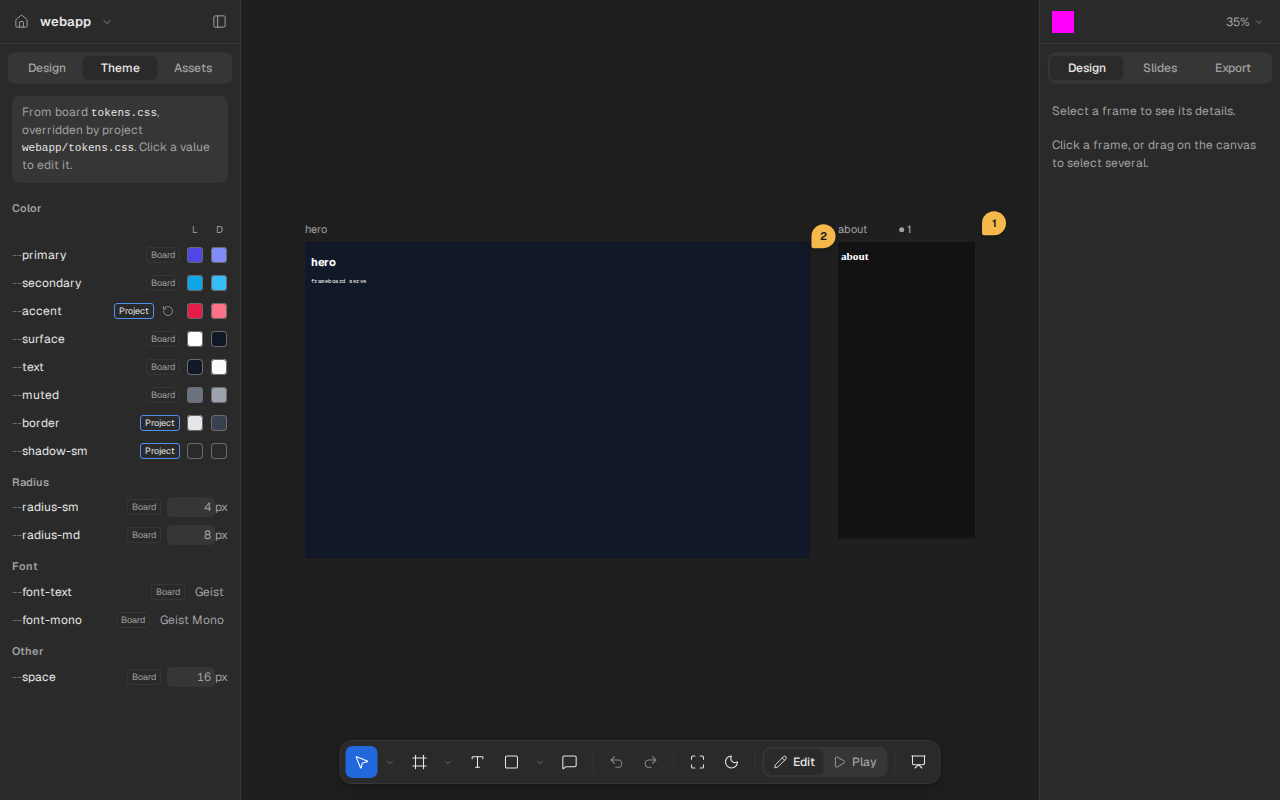 webapp
35%
Design Theme Assets
Design Slides Export
From board tokens.css,
overridden by project
webapp/tokens.css. Click a value
to edit it.
Color
L D
--primary Board
--secondary Board
--accent Project
--surface Board
--text Board
--muted Board
--border Project
--shadow-sm Project
Radius
--radius-sm Board 4 px
--radius-md Board 8 px
Font
--font-text Board Geist
--font-mono Board Geist Mono
Other
--space Board 16 px
hero
2
about
1
1
hero
frameboard serve
about
Select a frame to see its details.
Click a frame, or drag on the canvas
to select several.
Edit Play